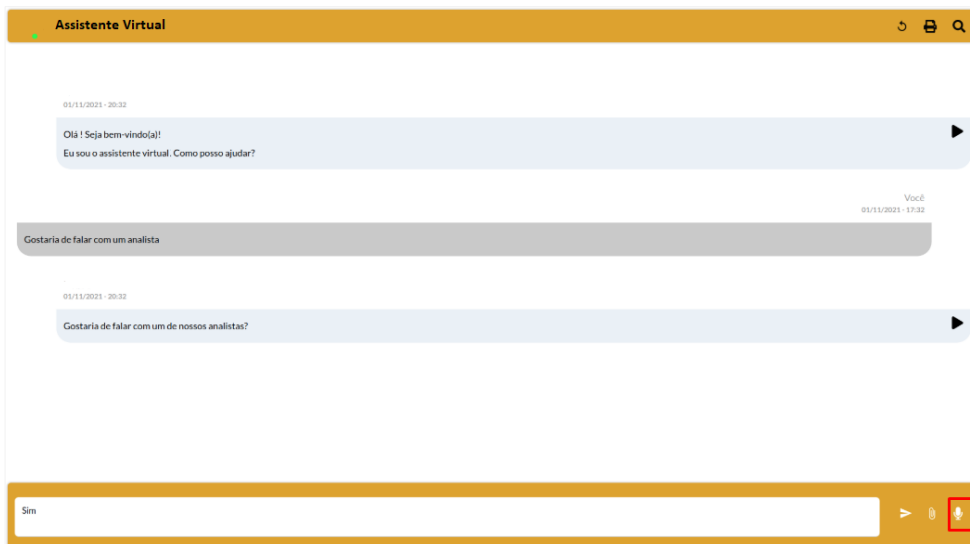 Assistente Virtual
01/11/2021 - 20:32
Olá ! Seja bem-vindo(a)!
Eu sou o assistente virtual. Como posso ajudar?
Você
01/11/2021 - 17:32
Gostaria de falar com um analista
01/11/2021 - 20:32
Gostaria de falar com um de nossos analistas?
Sim